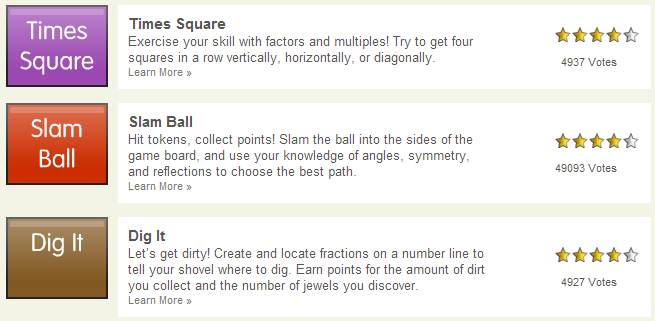 Times
Square
Times Square
Exercise your skill with factors and multiples! Try to get four
squares in a row vertically, horizontally, or diagonally.
Learn More »
4937 Votes
Slam
Ball
Slam Ball
Hit tokens, collect points! Slam the ball into the sides of the
game board, and use your knowledge of angles, symmetry,
and reflections to choose the best path.
Learn More »
49093 Votes
Dig It
Dig It
Let's get dirty! Create and locate fractions on a number line to
tell your shovel where to dig. Earn points for the amount of dirt
you collect and the number of jewels you discover.
Learn More »
4927 Votes